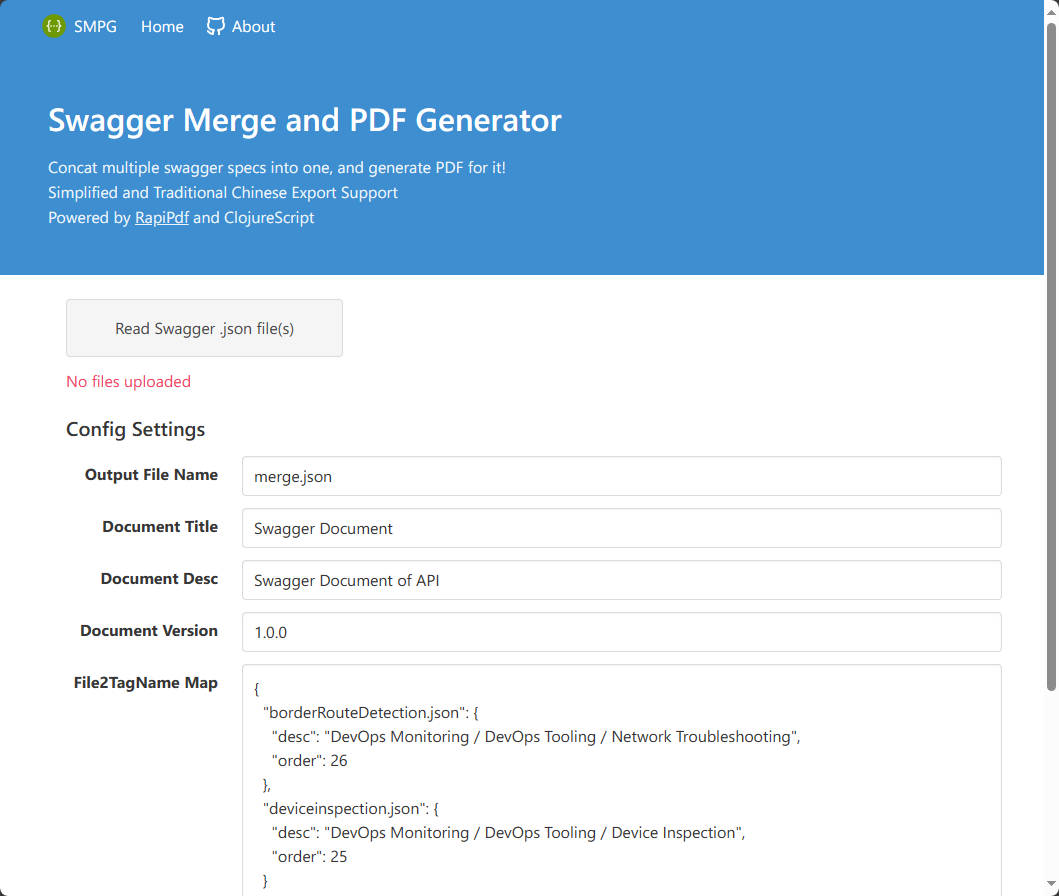 {··} SMPG Home About
Swagger Merge and PDF Generator
Concat multiple swagger specs into one, and generate PDF for it!
Simplified and Traditional Chinese Export Support
Powered by RapiPdf and ClojureScript
Read Swagger .json file(s)
No files uploaded
Config Settings
Output File Name merge.json
Document Title Swagger Document
Document Desc Swagger Document of API
Document Version 1.0.0
File2TagName Map {
"borderRouteDetection.json": {
"desc": "DevOps Monitoring / DevOps Tooling / Network Troubleshooting",
"order": 26
},
"deviceinspection.json": {
"desc": "DevOps Monitoring / DevOps Tooling / Device Inspection",
"order": 25
}